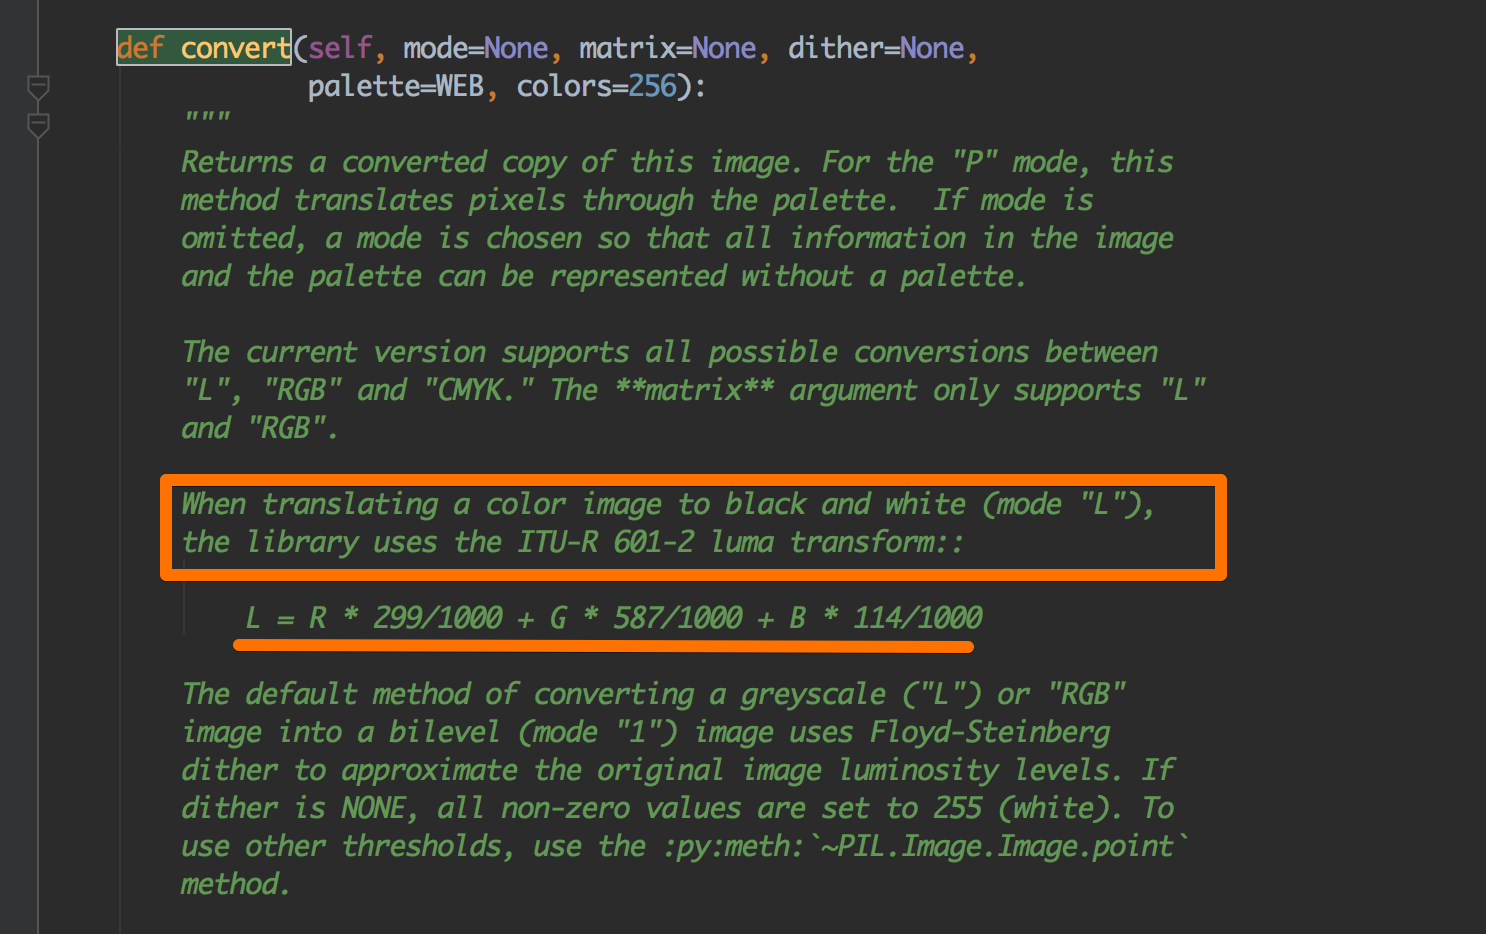 def convert(self, mode=None, matrix=None, dither=None,
palette=WEB, colors=256):
"""
Returns a converted copy of this image. For the "P" mode, this
method translates pixels through the palette.  If mode is
omitted, a mode is chosen so that all information in the image
and the palette can be represented without a palette.
The current version supports all possible conversions between
"L", "RGB" and "CMYK." The **matrix** argument only supports "L"
and "RGB".
When translating a color image to black and white (mode "L"),
the library uses the ITU-R 601-2 luma transform::
L = R * 299/1000 + G * 587/1000 + B * 114/1000
The default method of converting a greyscale ("L") or "RGB"
image into a bilevel (mode "1") image uses Floyd-Steinberg
dither to approximate the original image luminosity levels. If
dither is NONE, all non-zero values are set to 255 (white). To
use other thresholds, use the :py:meth:`~PIL.Image.Image.point`
method.